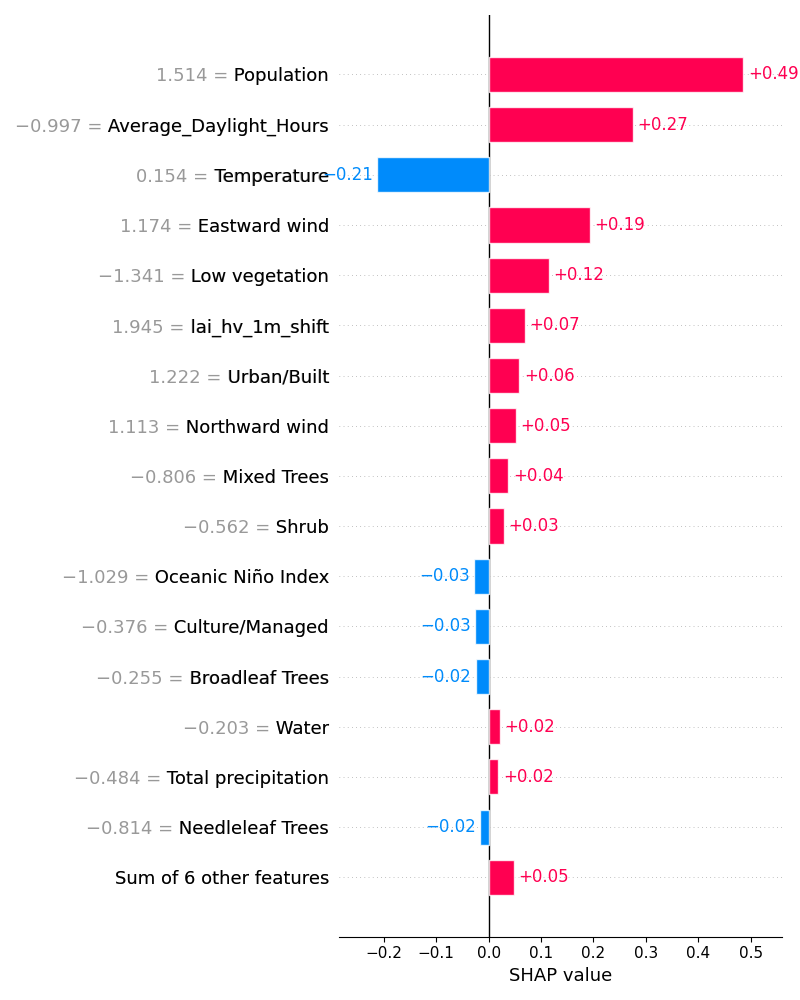 1.514 = Population +0.49
−0.997 = Average_Daylight_Hours +0.27
0.154 = Temperature −0.21
1.174 = Eastward wind +0.19
−1.341 = Low vegetation +0.12
1.945 = lai_hv_1m_shift +0.07
1.222 = Urban/Built +0.06
1.113 = Northward wind +0.05
−0.806 = Mixed Trees +0.04
−0.562 = Shrub +0.03
−1.029 = Oceanic Niño Index −0.03
−0.376 = Culture/Managed −0.03
−0.255 = Broadleaf Trees −0.02
−0.203 = Water +0.02
−0.484 = Total precipitation +0.02
−0.814 = Needleleaf Trees −0.02
Sum of 6 other features +0.05
−0.2 −0.1 0.0 0.1 0.2 0.3 0.4 0.5
SHAP value